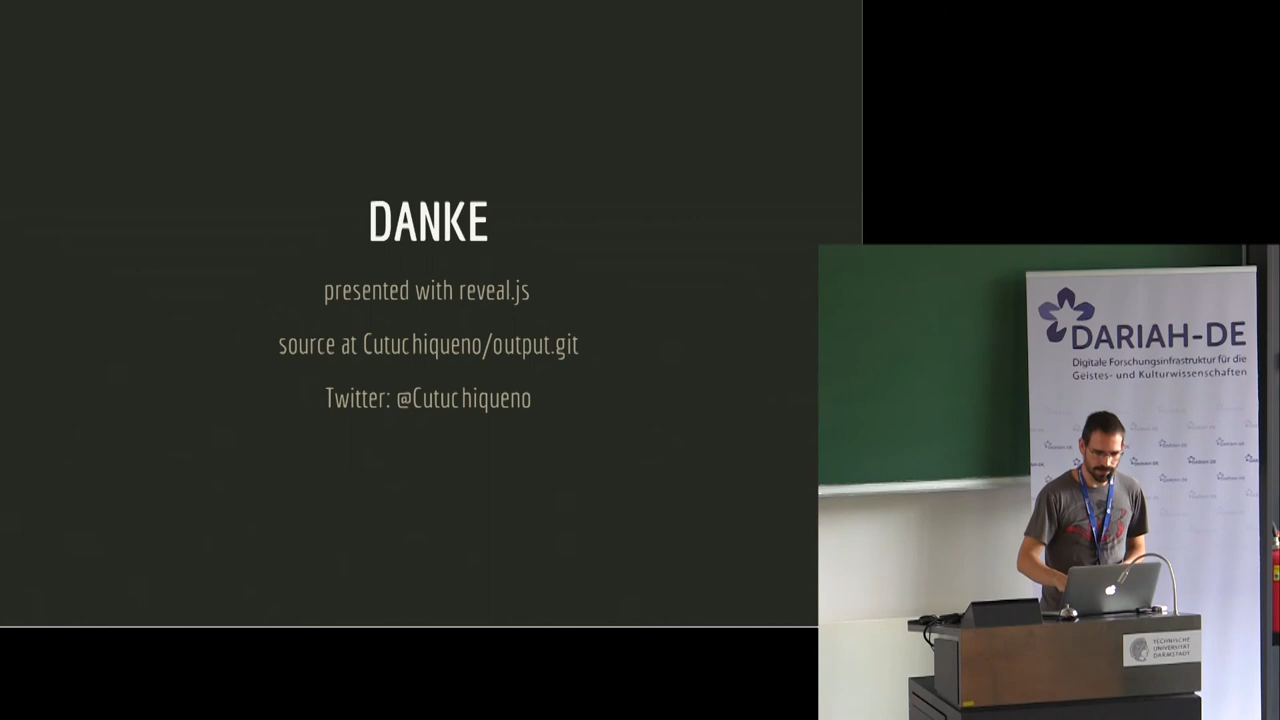 DANKE
presented with reveal.js
source at Cutuchiqueno/output.git
Twitter: @Cutuchiqueno
DARIAH-DE
Digitale Forschungsinfrastruktur für die
Geistes- und Kulturwissenschaften
TECHNISCHE
UNIVERSITÄT
DARMSTADT